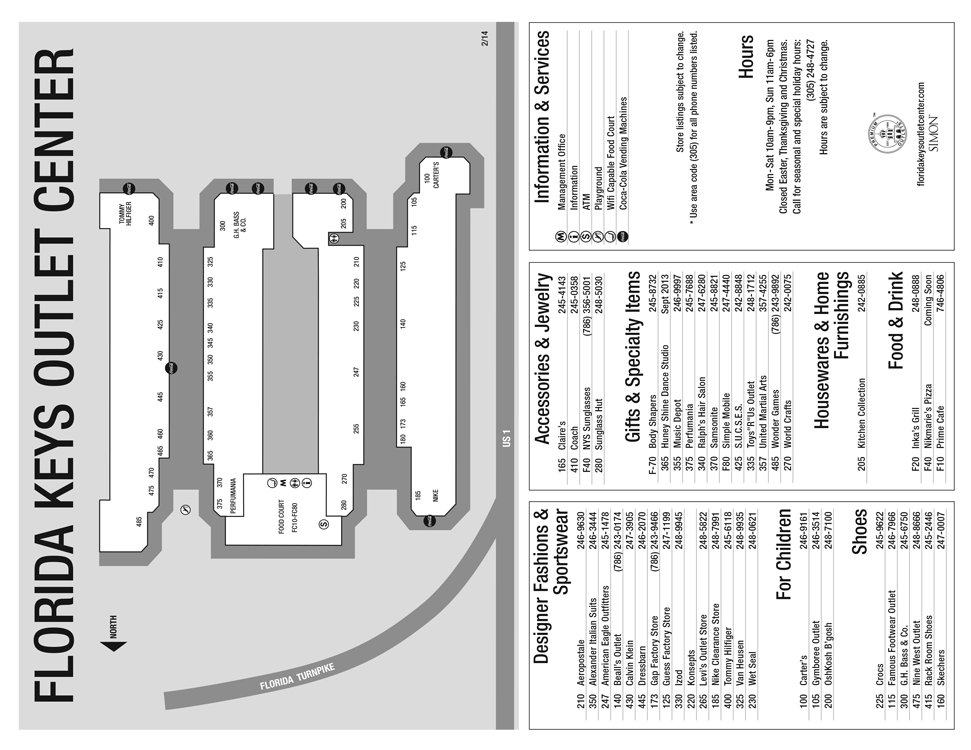 FLORIDA KEYS OUTLET CENTER
NORTH
FLORIDA TURNPIKE
US 1
2/14
485
475
470
465
460
445
430
425
415
410
400
TOMMY
HILFIGER
375
370
365
360
357
355
350
345
340
335
330
325
300
G.H. BASS
& CO.
PERFUMANIA
FOOD COURT
FC10-FC80
280
270
255
247
230
225
220
210
205
200
185
NIKE
180
173
165
160
140
125
115
105
100
CARTER'S
Designer Fashions &
Sportswear
210 Aeropostale 246-9630
350 Alexander Italian Suits 246-3444
247 American Eagle Outfitters 245-1478
140 Beall's Outlet (786) 243-0174
430 Calvin Klein 247-3905
445 Dressbarn 246-2070
173 Gap Factory Store (786) 243-9466
125 Guess Factory Store 247-1199
330 Izod 248-9945
220 Konsepts
265 Levi's Outlet Store 248-5822
185 Nike Clearance Store 248-7991
400 Tommy Hilfiger 245-6118
325 Van Heusen 248-9935
230 Wet Seal 248-0621
For Children
100 Carter's 246-9161
105 Gymboree Outlet 246-3514
200 OshKosh B'gosh 248-7100
Shoes
225 Crocs 245-9622
115 Famous Footwear Outlet 246-7966
300 G.H. Bass & Co. 245-6750
475 Nine West Outlet 248-8666
415 Rack Room Shoes 245-2446
160 Skechers 247-0007
Accessories & Jewelry
165 Claire's 245-4143
410 Coach 245-0358
F40 NYS Sunglasses (786) 356-5001
280 Sunglass Hut 248-5030
Gifts & Specialty Items
F-70 Body Shapers 245-8732
365 Huney Shine Dance Studio Sept 2013
355 Music Depot 246-9997
375 Perfumania 245-7688
340 Ralph's Hair Salon 247-6280
370 Samsonite 245-8821
F80 Simple Mobile 247-4440
425 S.U.C.S.E.S. 242-8848
335 Toys"R"Us Outlet 248-1712
357 United Martial Arts 357-4255
485 Wonder Games (786) 243-9892
270 World Crafts 242-0075
Housewares & Home
Furnishings
205 Kitchen Collection 242-0885
Food & Drink
F20 Inka's Grill 248-0888
F40 Nikmarie's Pizza Coming Soon
F10 Prime Cafe 746-4806
Information & Services
Management Office
Information
ATM
Playground
Wifi Capable Food Court
Coca-Cola Vending Machines
Store listings subject to change.
* Use area code (305) for all phone numbers listed.
Hours
Mon-Sat 10am-9pm, Sun 11am-6pm
Closed Easter, Thanksgiving and Christmas.
Call for seasonal and special holiday hours:
(305) 248-4727
Hours are subject to change.
PREMIUM
OUTLETS
SIMON
floridakeysoutletcenter.com